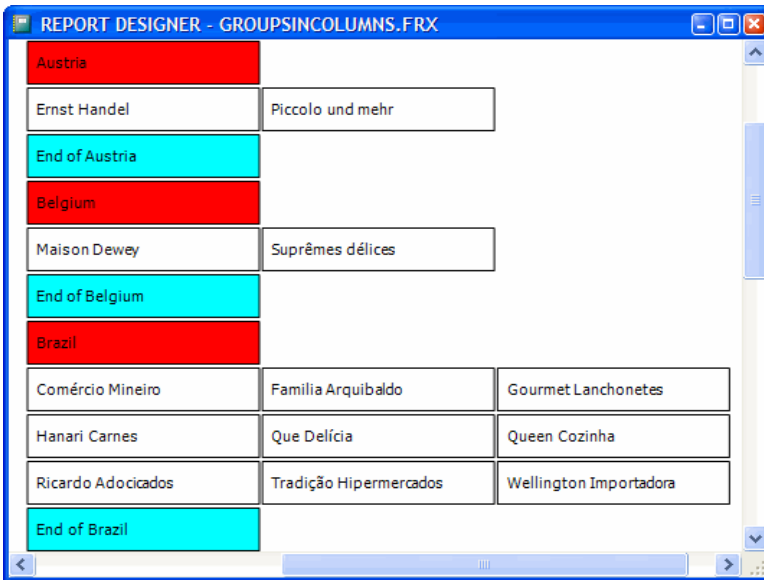 REPORT DESIGNER - GROUPSINCOLUMNS.FRX
Austria
Ernst Handel Piccolo und mehr
End of Austria
Belgium
Maison Dewey Suprêmes délices
End of Belgium
Brazil
Comércio Mineiro Familia Arquibaldo Gourmet Lanchonetes
Hanari Carnes Que Delícia Queen Cozinha
Ricardo Adocicados Tradição Hipermercados Wellington Importadora
End of Brazil